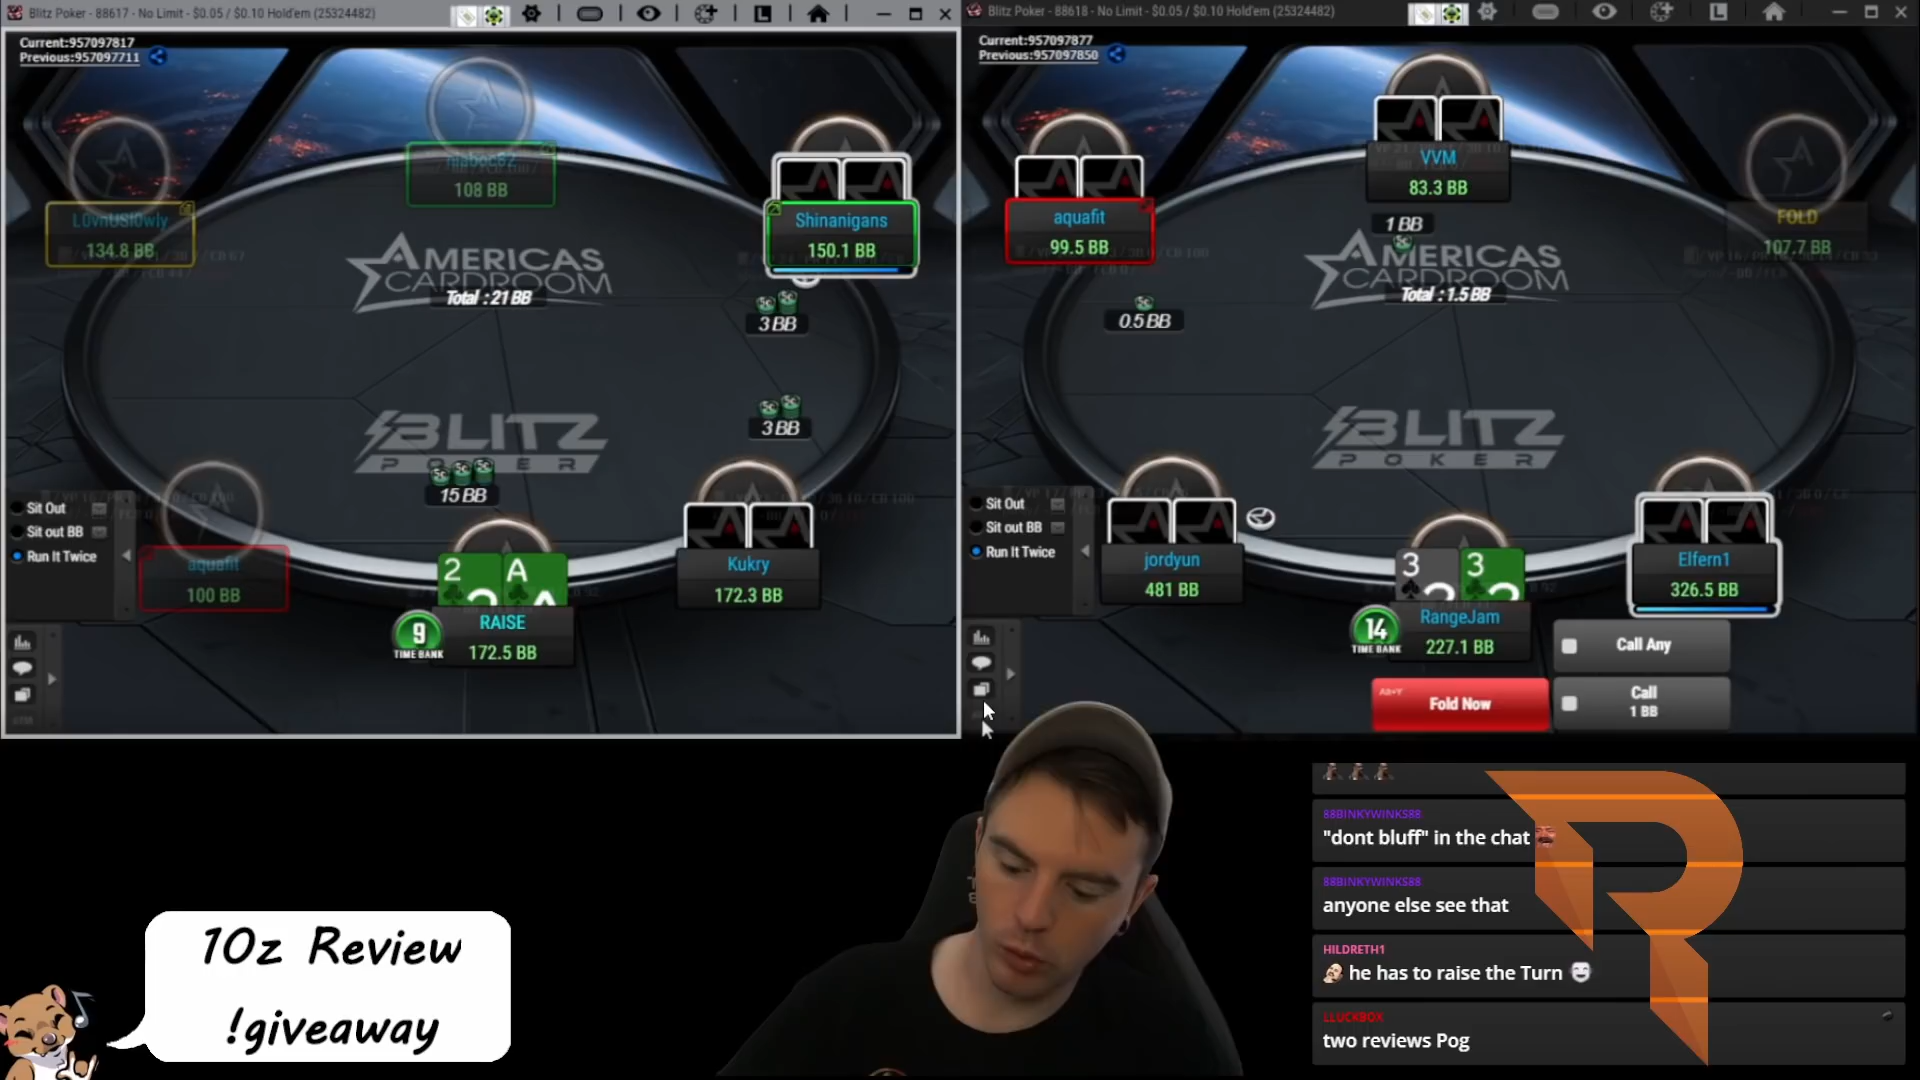 Blitz Poker - 88617 - No Limit - $0.05 / $0.10 Hold'em (25324482)
Current:957097817
Previous:957097711
L0vnUSl0wly
134.8 BB
108 BB
Shinanigans
150.1 BB
AMERICAS
CARDROOM
Total : 21 BB
3 BB
3 BB
BLITZ
POKER
15 BB
Sit Out
Sit out BB
Run It Twice
aquafit
100 BB
2 A
Kukry
172.3 BB
9
TIME BANK
RAISE
172.5 BB
Blitz Poker - 88618 - No Limit - $0.05 / $0.10 Hold'em (25324482)
Current:957097877
Previous:957097850
VVM
83.3 BB
aquafit
99.5 BB
FOLD
107.7 BB
1 BB
AMERICAS
CARDROOM
Total : 1.5 BB
0.5 BB
BLITZ
POKER
Sit Out
Sit out BB
Run It Twice
jordyun
481 BB
3 3
Elfern1
326.5 BB
14
TIME BANK
RangeJam
227.1 BB
Call Any
Alt+Y
Fold Now
Call
1 BB
10z Review
!giveaway
88BINKYWINKS88
"dont bluff" in the chat
88BINKYWINKS88
anyone else see that
HILDRETH1
he has to raise the Turn
LLUCKBOX
two reviews Pog